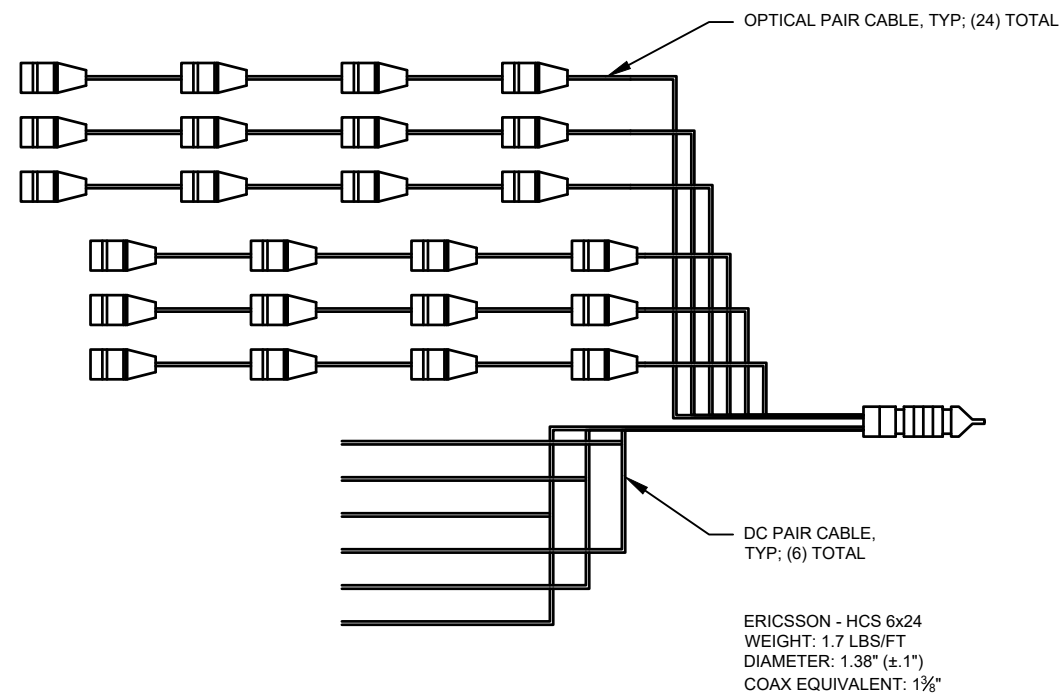 OPTICAL PAIR CABLE, TYP; (24) TOTAL
DC PAIR CABLE,
TYP; (6) TOTAL
ERICSSON - HCS 6x24
WEIGHT: 1.7 LBS/FT
DIAMETER: 1.38" (±.1")
COAX EQUIVALENT: 1⅜"